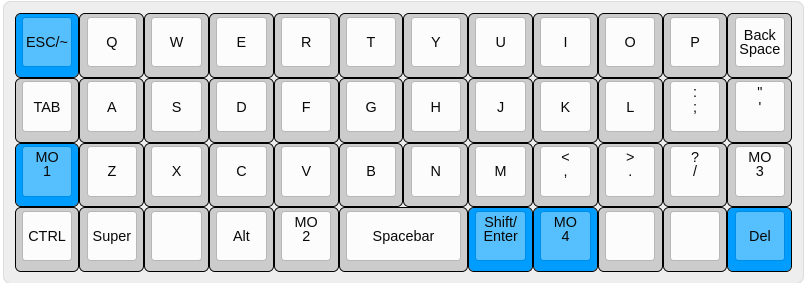 ESC/~ Q W E R T Y U I O P Back Space
TAB A S D F G H J K L : ; " '
MO 1 Z X C V B N M < , > . ? / MO 3
CTRL Super Alt MO 2 Spacebar Shift/ Enter MO 4 Del